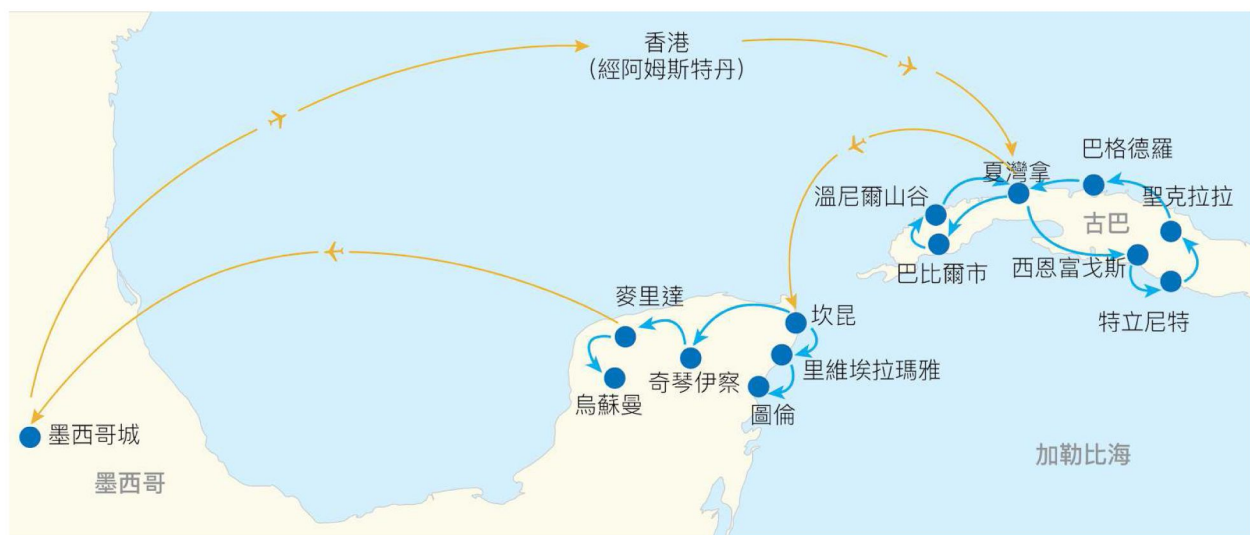 香港
(經阿姆斯特丹)
巴格德羅
夏灣拿
溫尼爾山谷
聖克拉拉
古巴
巴比爾市
西恩富戈斯
特立尼特
麥里達
坎昆
里維埃拉瑪雅
奇琴伊察
烏蘇曼
圖倫
墨西哥城
加勒比海
墨西哥